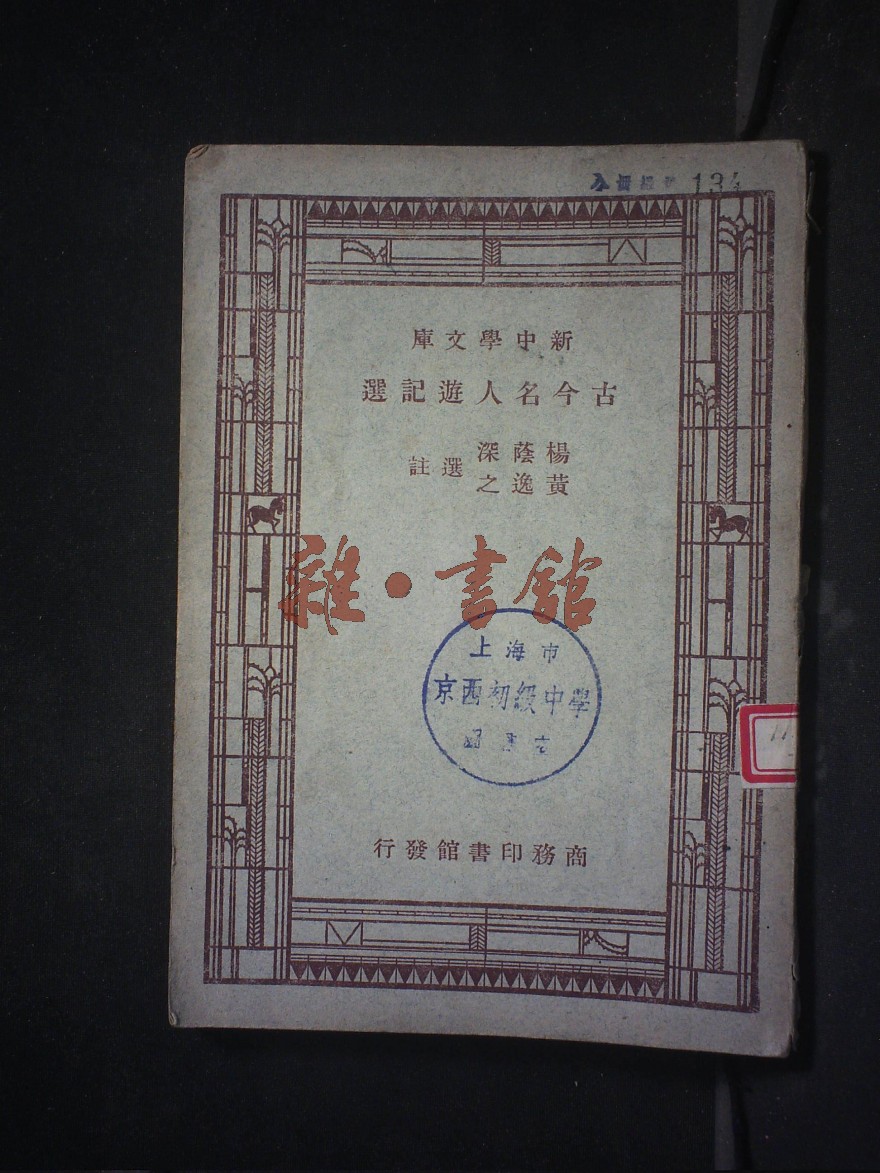 134
新中學文庫
古今名人遊記選
楊蔭深
黃逸之
選註
雜·書館
上海市
京西初級中學
商務印書館發行
11